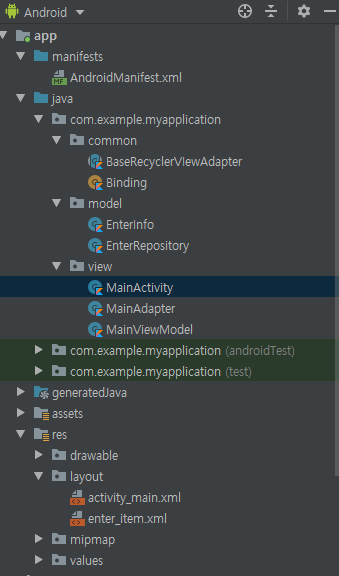 Android
app
manifests
AndroidManifest.xml
java
com.example.myapplication
common
BaseRecyclerViewAdapter
Binding
model
EnterInfo
EnterRepository
view
MainActivity
MainAdapter
MainViewModel
com.example.myapplication (androidTest)
com.example.myapplication (test)
generatedJava
assets
res
drawable
layout
activity_main.xml
enter_item.xml
mipmap
values